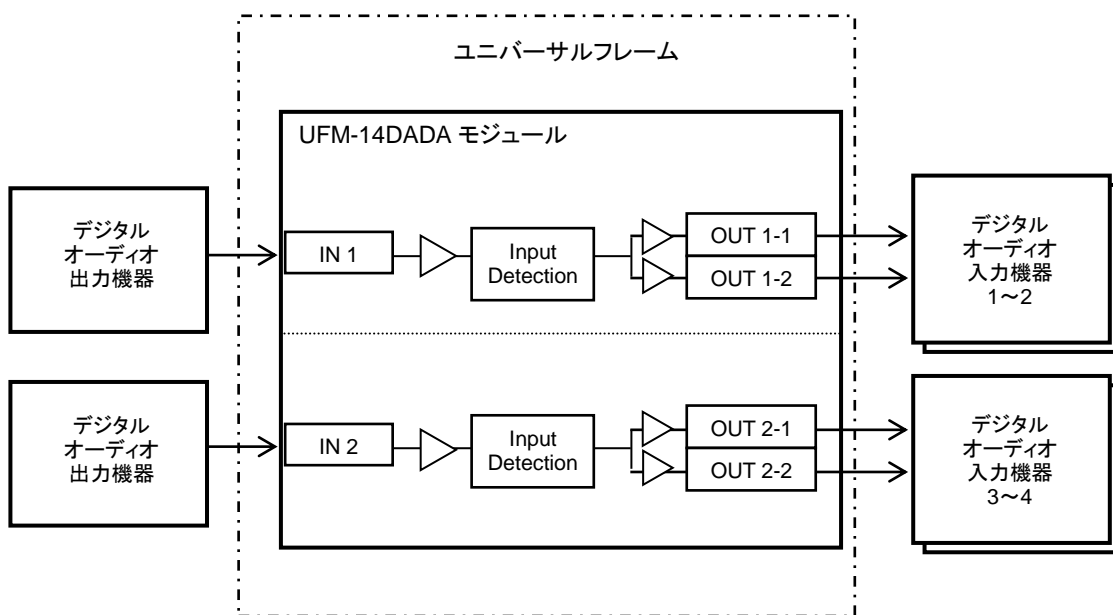 ユニバーサルフレーム
UFM-14DADA モジュール
デジタル
オーディオ
出力機器
IN 1
Input
Detection
OUT 1-1
OUT 1-2
デジタル
オーディオ
入力機器
1～2
デジタル
オーディオ
出力機器
IN 2
Input
Detection
OUT 2-1
OUT 2-2
デジタル
オーディオ
入力機器
3～4